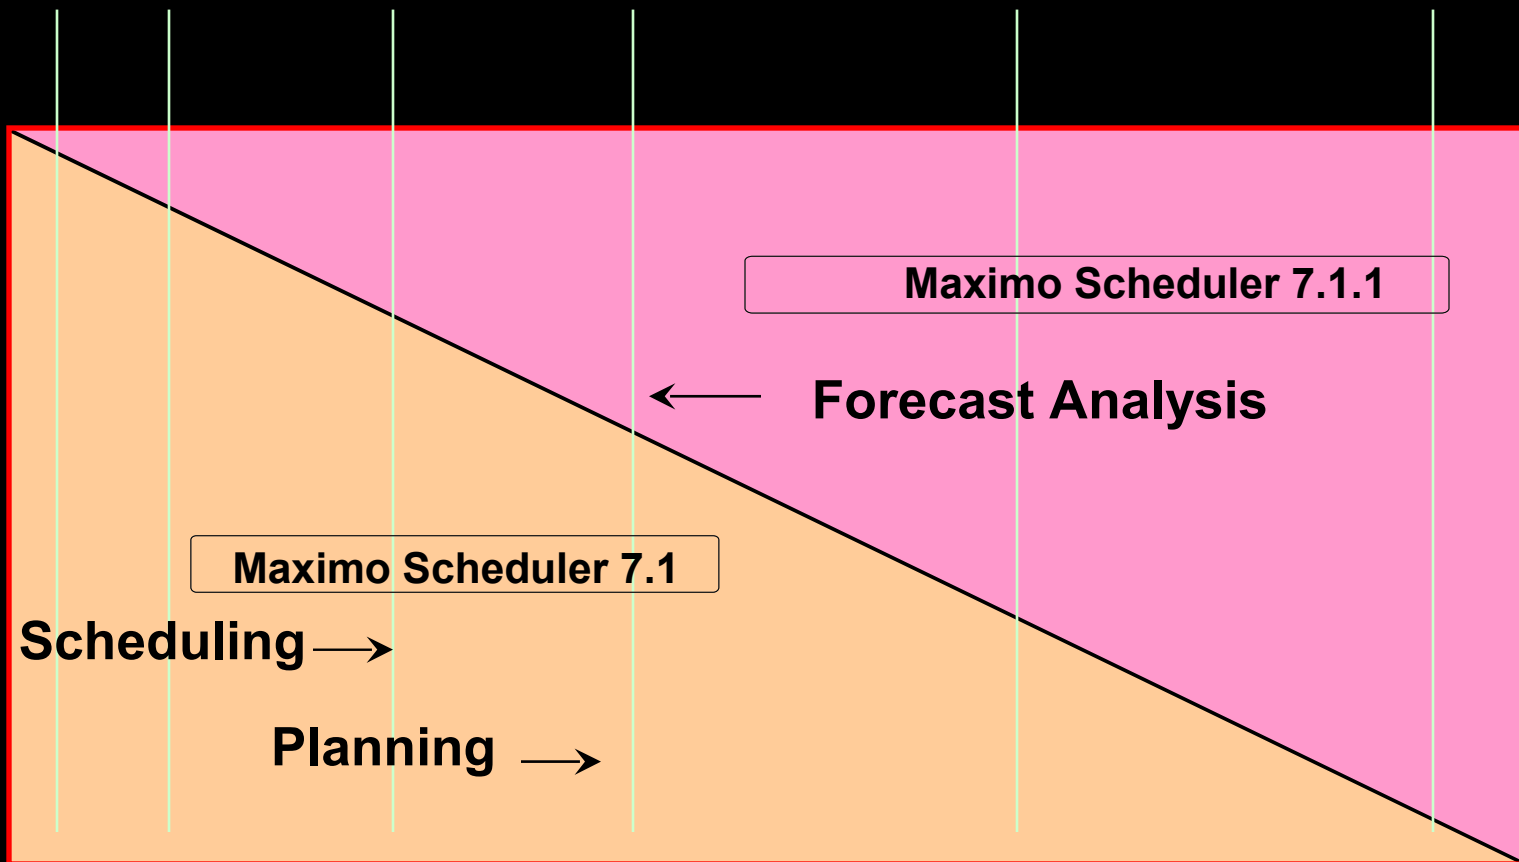 Maximo Scheduler 7.1.1
Forecast Analysis
Maximo Scheduler 7.1
Scheduling
Planning